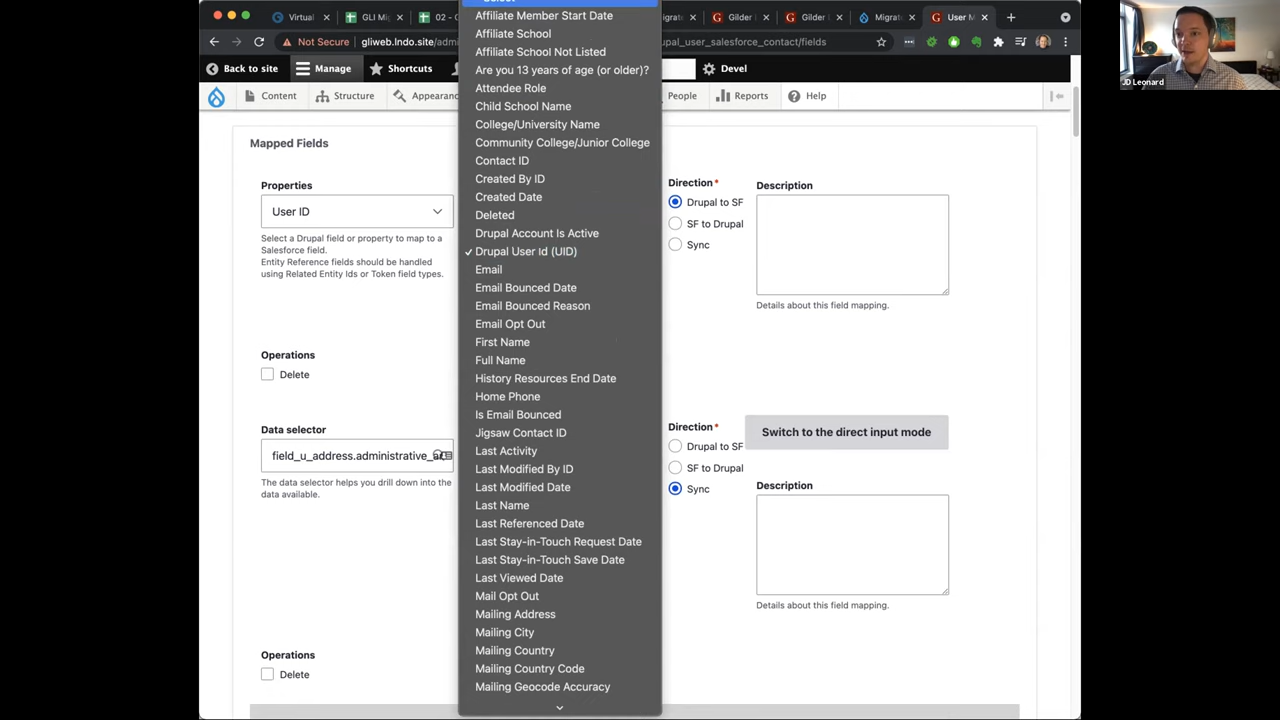 Virtual
GLI Mi
02 - C
igrate
Gilder
Gilder
Migrat
User M
Not Secure
gliweb.lndo.site/admi
upal_user_salesforce_contact/fields
Back to site
Manage
Shortcuts
Devel
JD Leonard
Content
Structure
Appearanc
People
Reports
Help
Mapped Fields
Properties
User ID
Select a Drupal field or property to map to a
Salesforce field.
Entity Reference fields should be handled
using Related Entity Ids or Token field types.
Operations
Delete
Data selector
field_u_address.administrative_a
The data selector helps you drill down into the
data available.
Operations
Delete
Affiliate Member Start Date
Affiliate School
Affiliate School Not Listed
Are you 13 years of age (or older)?
Attendee Role
Child School Name
College/University Name
Community College/Junior College
Contact ID
Created By ID
Created Date
Deleted
Drupal Account Is Active
Drupal User Id (UID)
Email
Email Bounced Date
Email Bounced Reason
Email Opt Out
First Name
Full Name
History Resources End Date
Home Phone
Is Email Bounced
Jigsaw Contact ID
Last Activity
Last Modified By ID
Last Modified Date
Last Name
Last Referenced Date
Last Stay-in-Touch Request Date
Last Stay-in-Touch Save Date
Last Viewed Date
Mail Opt Out
Mailing Address
Mailing City
Mailing Country
Mailing Country Code
Mailing Geocode Accuracy
Direction*
Drupal to SF
SF to Drupal
Sync
Description
Details about this field mapping.
Direction*
Drupal to SF
SF to Drupal
Sync
Switch to the direct input mode
Description
Details about this field mapping.